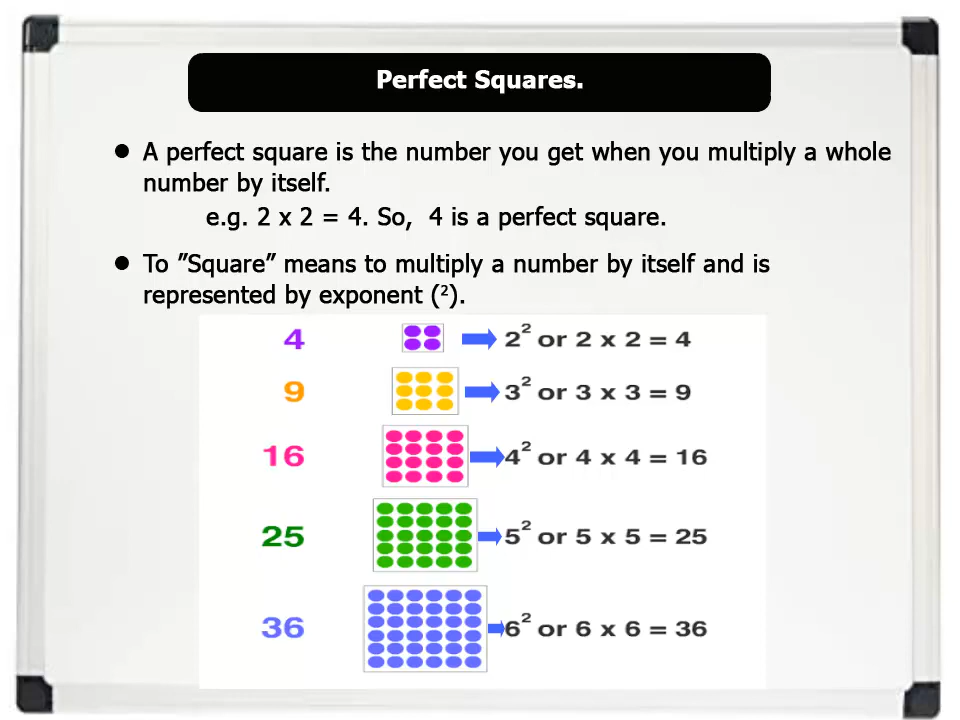 Perfect Squares.
A perfect square is the number you get when you multiply a whole
number by itself.
e.g. 2 x 2 = 4. So, 4 is a perfect square.
To ”Square” means to multiply a number by itself and is
represented by exponent (²).
4 2² or 2 x 2 = 4
9 3² or 3 x 3 = 9
16 4² or 4 x 4 = 16
25 5² or 5 x 5 = 25
36 6² or 6 x 6 = 36